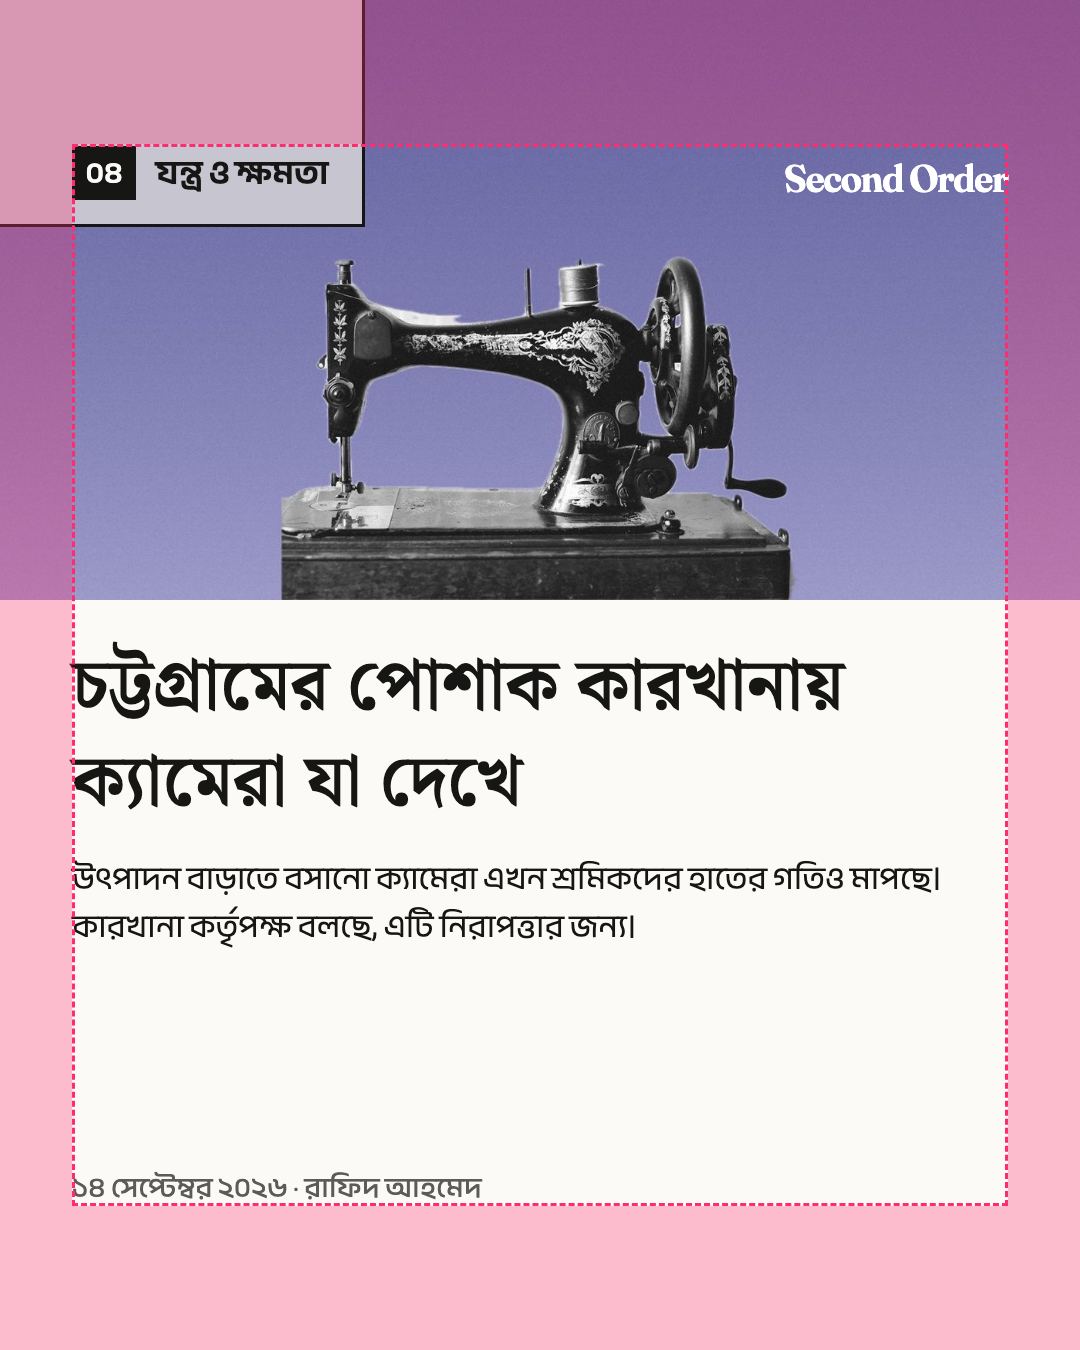 08 যন্ত্র ও ক্ষমতা
Second Order
চট্টগ্রামের পোশাক কারখানায়
ক্যামেরা যা দেখে
উৎপাদন বাড়াতে বসানো ক্যামেরা এখন শ্রমিকদের হাতের গতিও মাপছে।
কারখানা কর্তৃপক্ষ বলছে, এটি নিরাপত্তার জন্য।
১৪ সেপ্টেম্বর ২০২৬ · রাফিদ আহমেদ